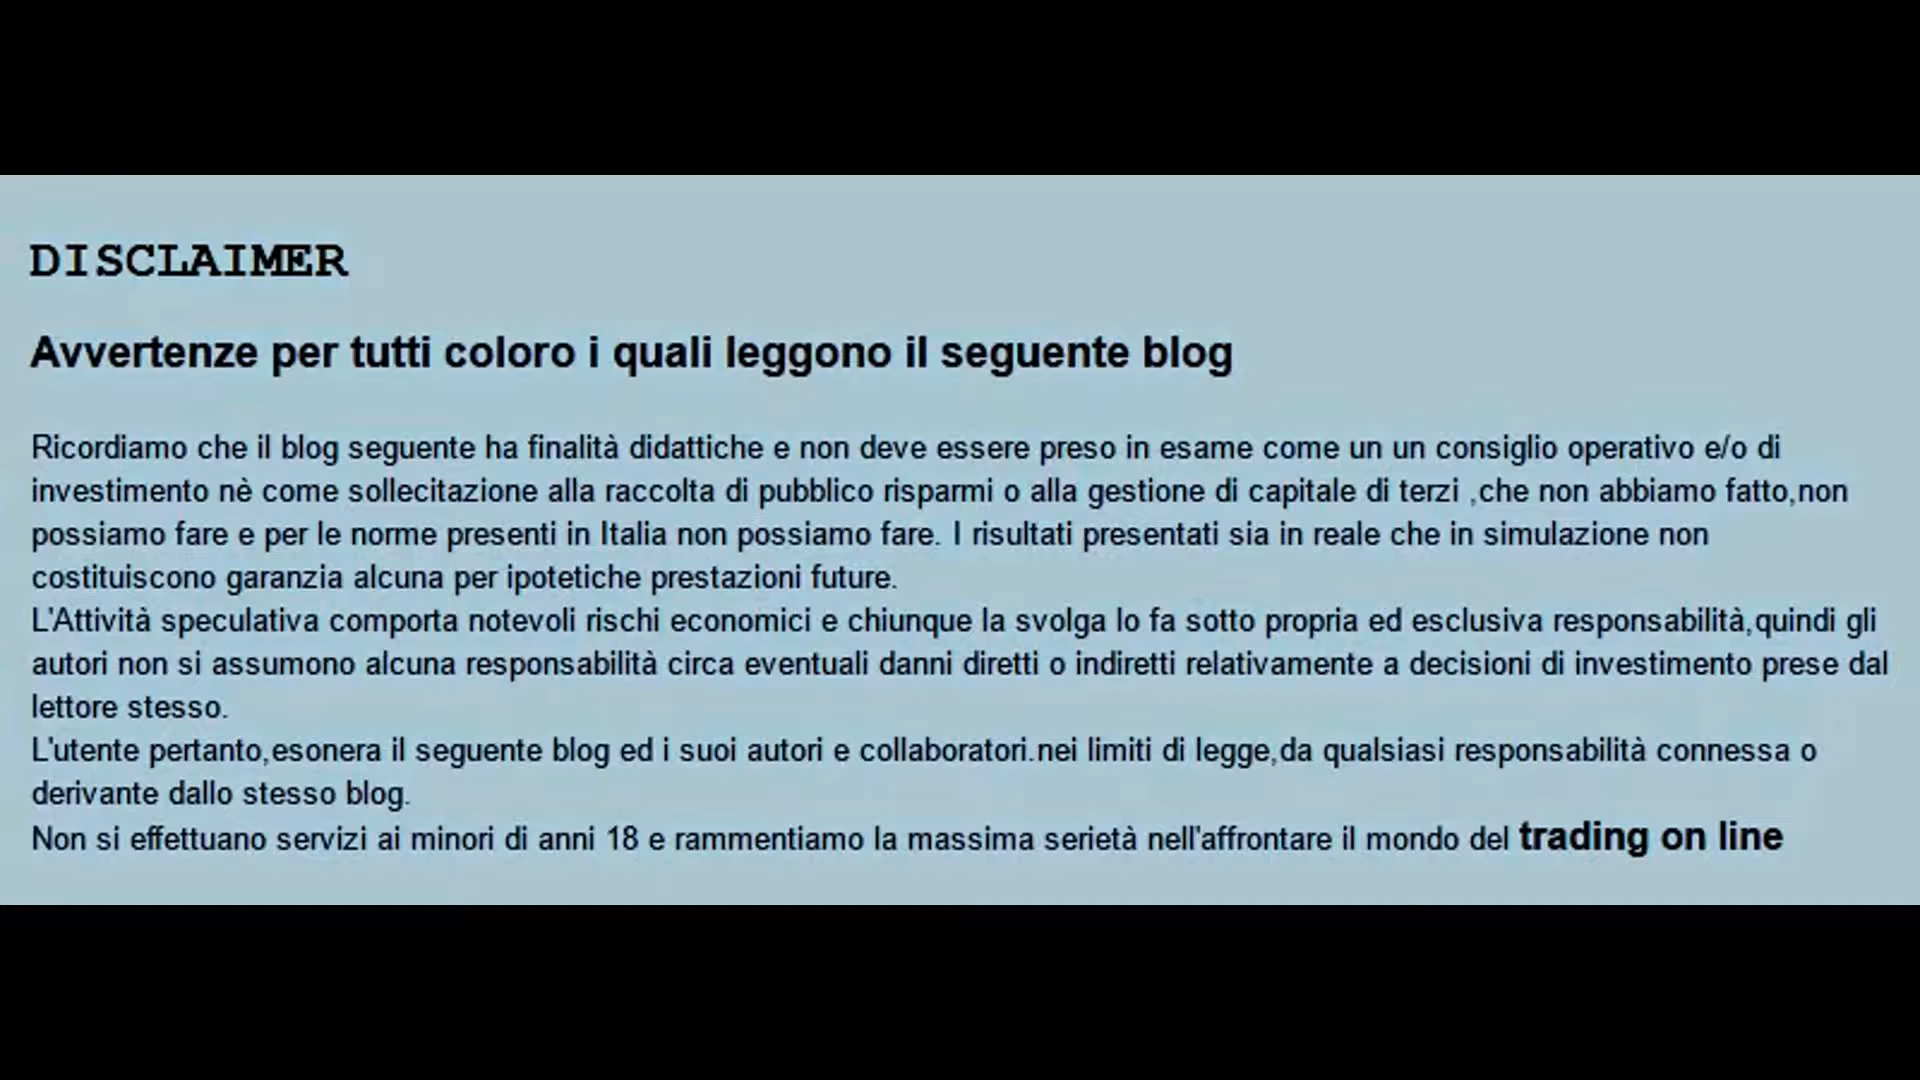 DISCLAIMER
Avvertenze per tutti coloro i quali leggono il seguente blog
Ricordiamo che il blog seguente ha finalità didattiche e non deve essere preso in esame come un un consiglio operativo e/o di
investimento nè come sollecitazione alla raccolta di pubblico risparmi o alla gestione di capitale di terzi ,che non abbiamo fatto,non
possiamo fare e per le norme presenti in Italia non possiamo fare. I risultati presentati sia in reale che in simulazione non
costituiscono garanzia alcuna per ipotetiche prestazioni future.
L'Attività speculativa comporta notevoli rischi economici e chiunque la svolga lo fa sotto propria ed esclusiva responsabilità,quindi gli
autori non si assumono alcuna responsabilità circa eventuali danni diretti o indiretti relativamente a decisioni di investimento prese dal
lettore stesso.
L'utente pertanto,esonera il seguente blog ed i suoi autori e collaboratori.nei limiti di legge,da qualsiasi responsabilità connessa o
derivante dallo stesso blog.
Non si effettuano servizi ai minori di anni 18 e rammentiamo la massima serietà nell'affrontare il mondo del trading on line